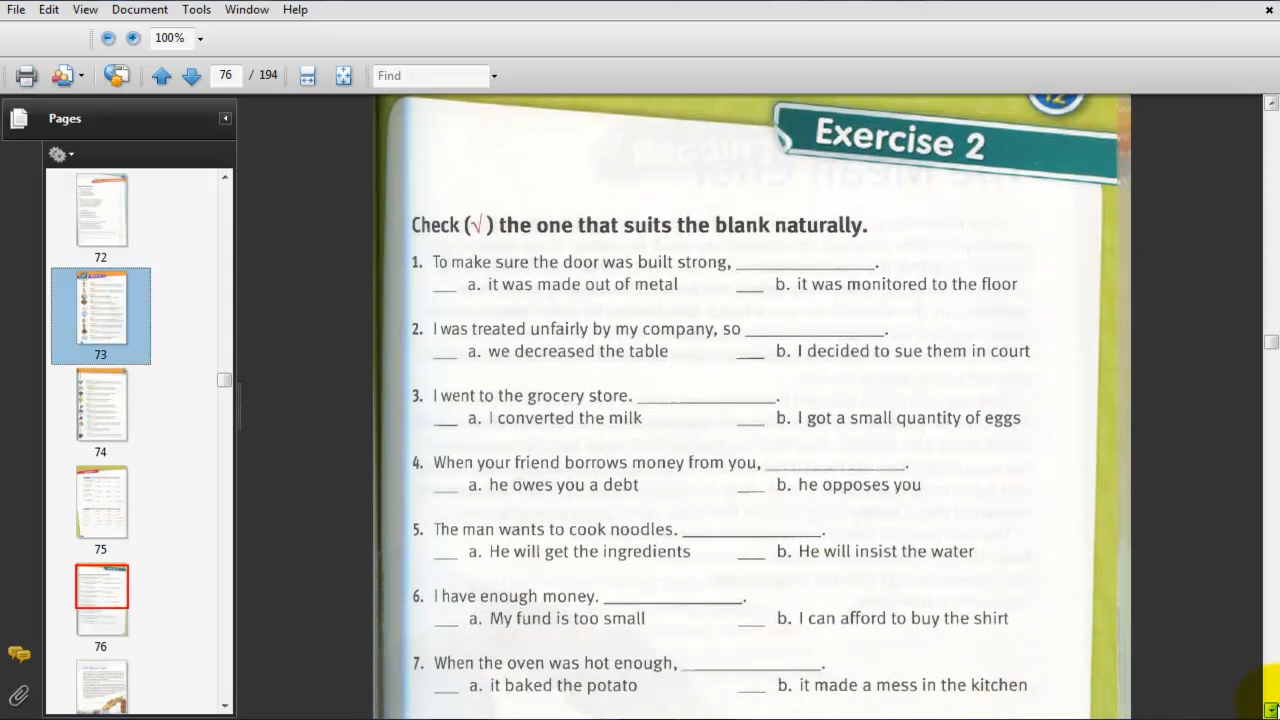 File Edit View Document Tools Window Help
100%
76 / 194 Find
Pages
72
73
74
75
76
Exercise 2
Check (√) the one that suits the blank naturally.
1. To make sure the door was built strong, ______________.
___ a. it was made out of metal ___ b. it was monitored to the floor
2. I was treated unfairly by my company, so ______________.
___ a. we decreased the table ___ b. I decided to sue them in court
3. I went to the grocery store. ______________.
___ a. I converted the milk ___ b. I got a small quantity of eggs
4. When your friend borrows money from you, ______________.
___ a. he owes you a debt ___ b. he opposes you
5. The man wants to cook noodles. ______________.
___ a. He will get the ingredients ___ b. He will insist the water
6. I have enough money. ______________.
___ a. My fund is too small ___ b. I can afford to buy the shirt
7. When the oven was hot enough, ______________.
___ a. it baked the potato ___ b. I made a mess in the kitchen